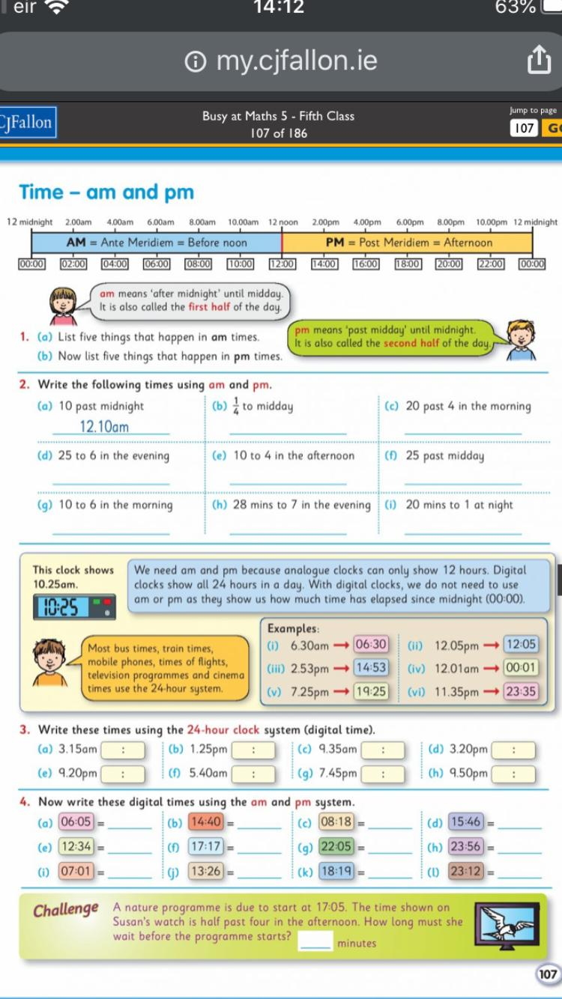 eir 14:12 63%
my.cjfallon.ie
CJFallon
Busy at Maths 5 - Fifth Class
107 of 186
Jump to page
107
Time – am and pm
12 midnight 2.00am 4.00am 6.00am 8.00am 10.00am 12 noon 2.00pm 4.00pm 6.00pm 8.00pm 10.00pm 12 midnight
AM = Ante Meridiem = Before noon PM = Post Meridiem = Afternoon
00:00 02:00 04:00 06:00 08:00 10:00 12:00 14:00 16:00 18:00 20:00 22:00 00:00
am means ‘after midnight’ until midday.
It is also called the first half of the day.
pm means ‘past midday’ until midnight.
It is also called the second half of the day.
1. (a) List five things that happen in am times.
(b) Now list five things that happen in pm times.
2. Write the following times using am and pm.
(a) 10 past midnight (b) 1/4 to midday (c) 20 past 4 in the morning
12.10am
(d) 25 to 6 in the evening (e) 10 to 4 in the afternoon (f) 25 past midday
(g) 10 to 6 in the morning (h) 28 mins to 7 in the evening (i) 20 mins to 1 at night
This clock shows
10.25am.
10:25
We need am and pm because analogue clocks can only show 12 hours. Digital
clocks show all 24 hours in a day. With digital clocks, we do not need to use
am or pm as they show us how much time has elapsed since midnight (00:00).
Most bus times, train times,
mobile phones, times of flights,
television programmes and cinema
times use the 24-hour system.
Examples:
(i) 6.30am → 06:30 (ii) 12.05pm → 12:05
(iii) 2.53pm → 14:53 (iv) 12.01am → 00:01
(v) 7.25pm → 19:25 (vi) 11.35pm → 23:35
3. Write these times using the 24-hour clock system (digital time).
(a) 3.15am : (b) 1.25pm : (c) 9.35am : (d) 3.20pm :
(e) 9.20pm : (f) 5.40am : (g) 7.45pm : (h) 9.50pm :
4. Now write these digital times using the am and pm system.
(a) 06:05 = (b) 14:40 = (c) 08:18 = (d) 15:46 =
(e) 12:34 = (f) 17:17 = (g) 22:05 = (h) 23:56 =
(i) 07:01 = (j) 13:26 = (k) 18:19 = (l) 23:12 =
Challenge
A nature programme is due to start at 17:05. The time shown on
Susan’s watch is half past four in the afternoon. How long must she
wait before the programme starts? minutes
107